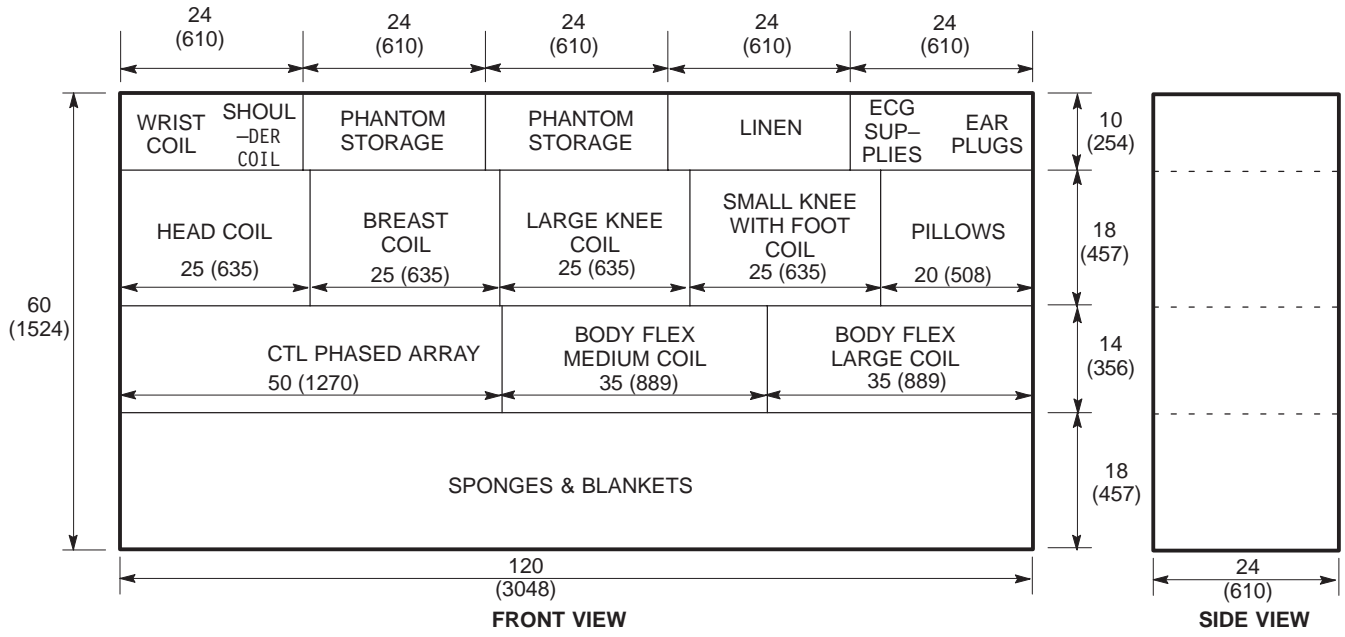 24
(610)
24
(610)
24
(610)
24
(610)
24
(610)
WRIST
COIL
SHOUL
–DER
COIL
PHANTOM
STORAGE
PHANTOM
STORAGE
LINEN
ECG
SUP–
PLIES
EAR
PLUGS
10
(254)
HEAD COIL
25 (635)
BREAST
COIL
25 (635)
LARGE KNEE
COIL
25 (635)
SMALL KNEE
WITH FOOT
COIL
25 (635)
PILLOWS
20 (508)
18
(457)
60
(1524)
CTL PHASED ARRAY
50 (1270)
BODY FLEX
MEDIUM COIL
35 (889)
BODY FLEX
LARGE COIL
35 (889)
14
(356)
SPONGES & BLANKETS
18
(457)
120
(3048)
FRONT VIEW
24
(610)
SIDE VIEW